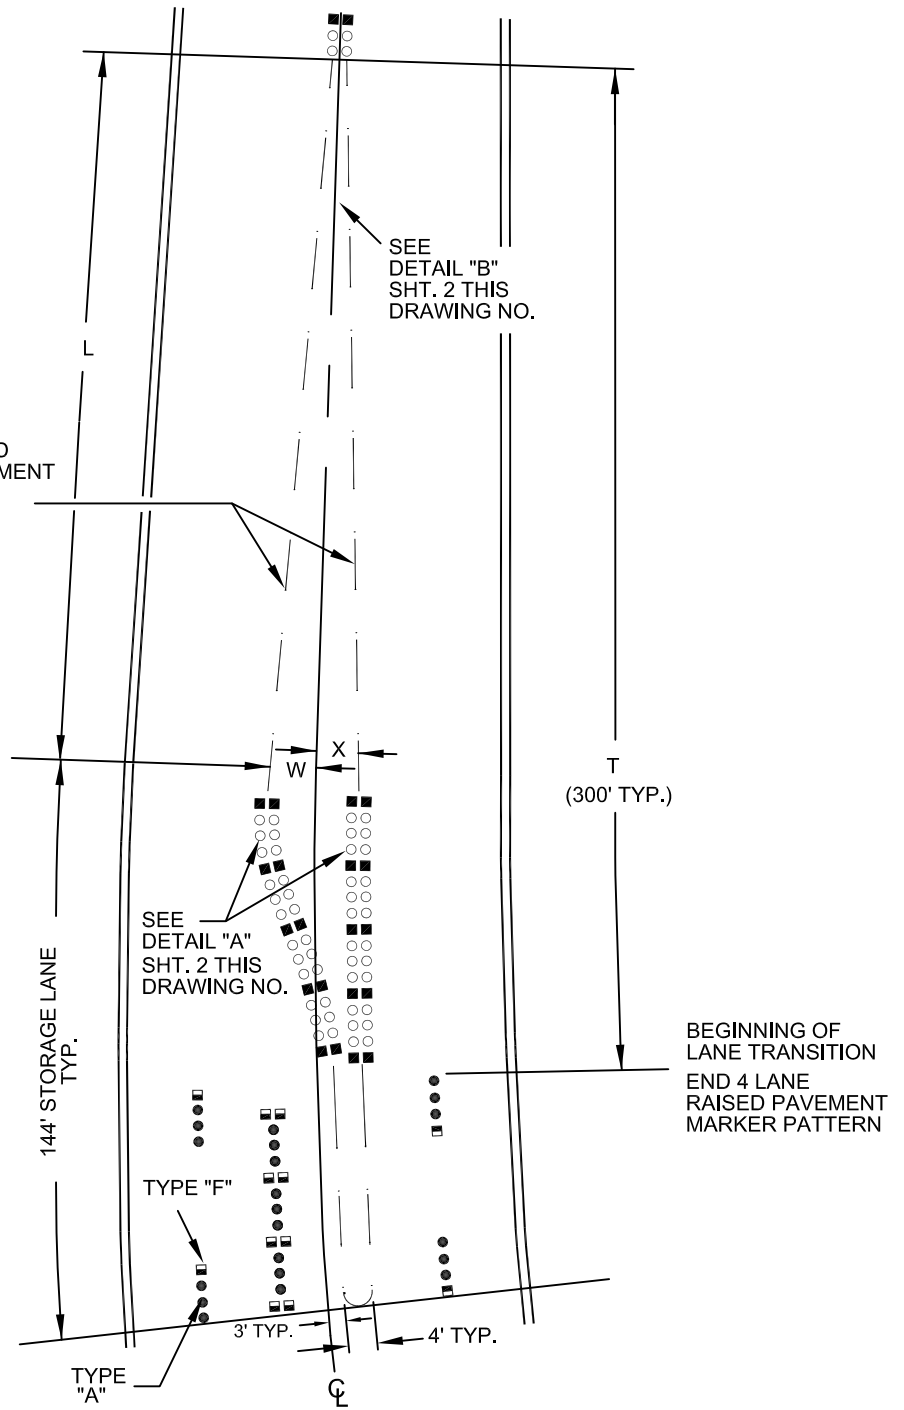 SEE
DETAIL "B"
SHT. 2 THIS
DRAWING NO.
L
MENT
X
W
T
(300' TYP.)
SEE
DETAIL "A"
SHT. 2 THIS
DRAWING NO.
144' STORAGE LANE
TYP.
BEGINNING OF
LANE TRANSITION
END 4 LANE
RAISED PAVEMENT
MARKER PATTERN
TYPE "F"
3' TYP.
4' TYP.
TYPE
"A"
℄